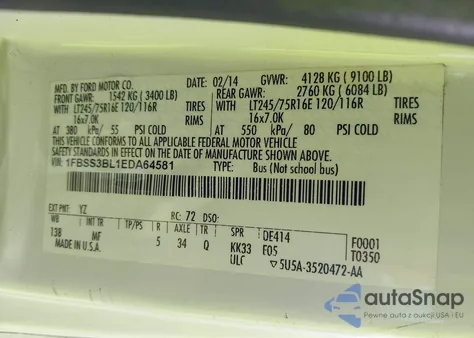 MFD. BY FORD MOTOR CO.
DATE: 02/14 GVWR: 4128 KG ( 9100 LB)
FRONT GAWR: 1542 KG ( 3400 LB) REAR GAWR: 2760 KG ( 6084 LB)
LT245/75R16E 120/116R TIRES WITH LT245/75R16E 120/116R TIRES
16x7.0K RIMS 16x7.0K RIMS
AT 380 kPa/ 55 PSI COLD AT 550 kPa/ 80 PSI COLD
THIS VEHICLE CONFORMS TO ALL APPLICABLE FEDERAL MOTOR VEHICLE
SAFETY STANDARDS IN EFFECT ON THE DATE OF MANUFACTURE SHOWN ABOVE.
VIN: 1FBSS3BL1EDA64581 TYPE: Bus (Not school bus)
EXT PNT: YZ RC: 72 DSO:
WB INT TR TP/PS R AXLE TR SPR DE414 F0001
138 MF 5 34 Q KK33 F05 T0350
MADE IN U.S.A. ULC 5U5A-3520472-AA
autoSnap
Pewne auta z USA i EU